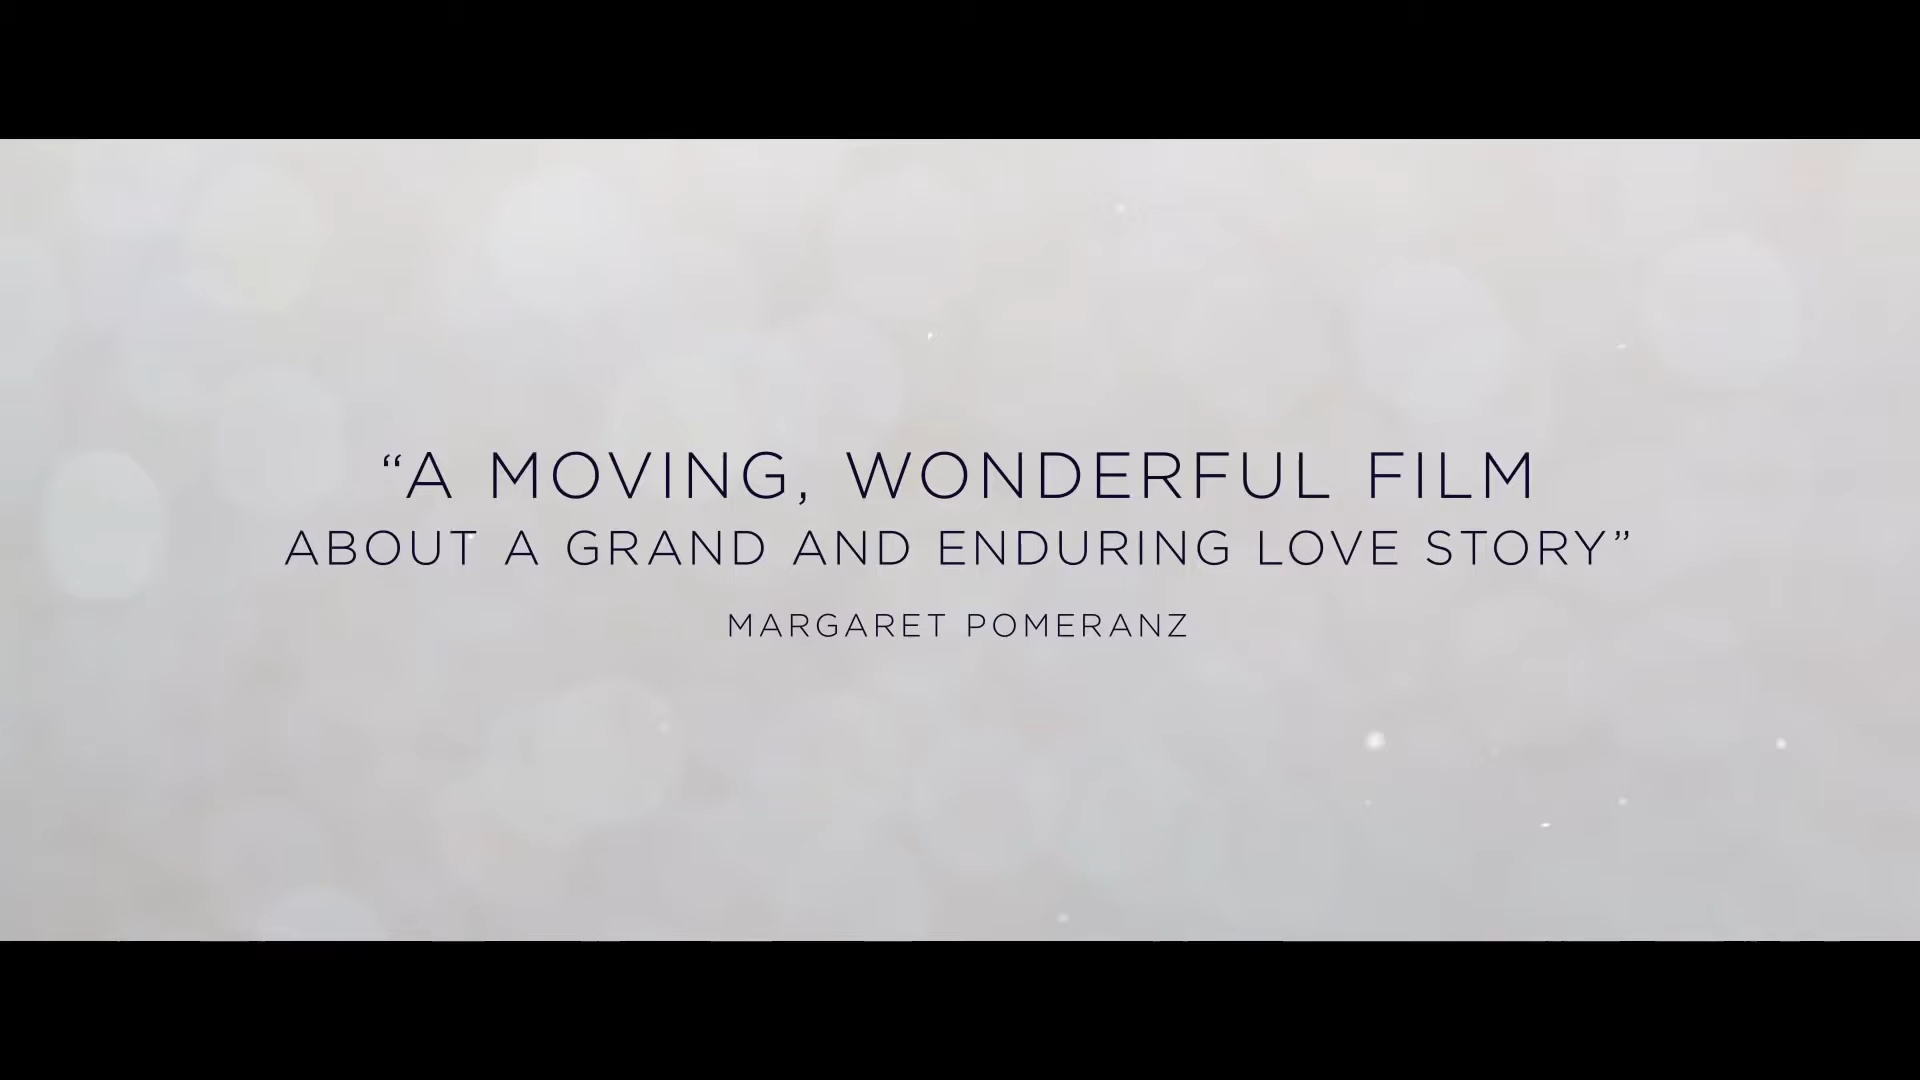 “A MOVING, WONDERFUL FILM
ABOUT A GRAND AND ENDURING LOVE STORY”
MARGARET POMERANZ